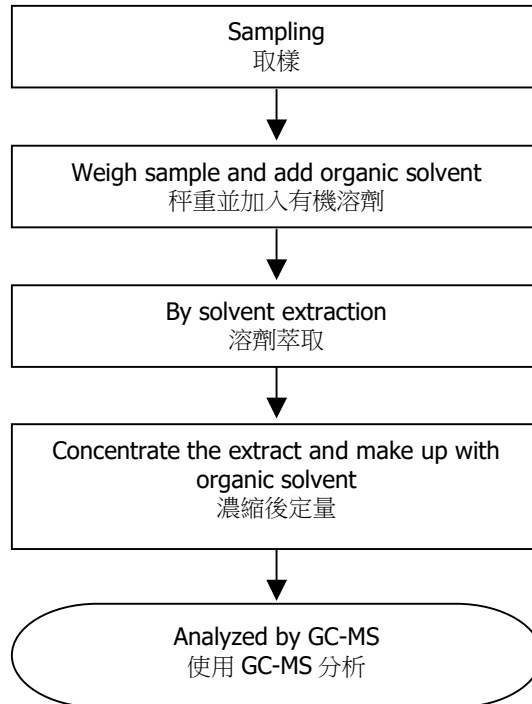 Sampling
取樣
Weigh sample and add organic solvent
秤重並加入有機溶劑
By solvent extraction
溶劑萃取
Concentrate the extract and make up with
organic solvent
濃縮後定量
Analyzed by GC-MS
使用 GC-MS 分析